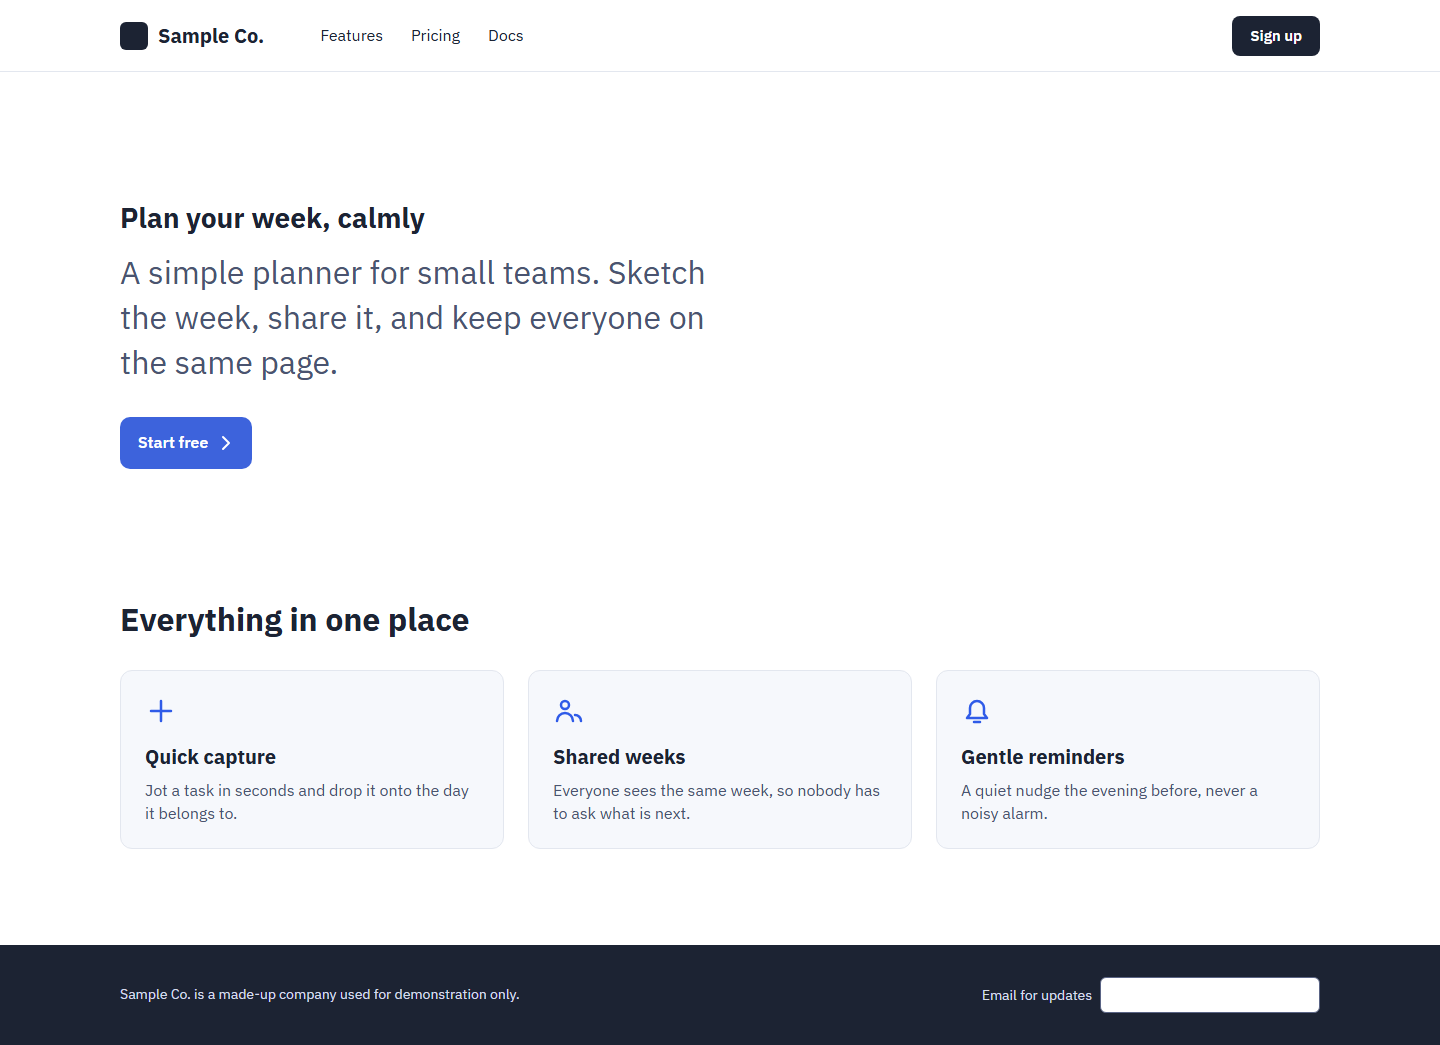 Sample Co.
Features
Pricing
Docs
Sign up
Plan your week, calmly
A simple planner for small teams. Sketch
the week, share it, and keep everyone on
the same page.
Start free
Everything in one place
Quick capture
Jot a task in seconds and drop it onto the day
it belongs to.
Shared weeks
Everyone sees the same week, so nobody has
to ask what is next.
Gentle reminders
A quiet nudge the evening before, never a
noisy alarm.
Sample Co. is a made-up company used for demonstration only.
Email for updates